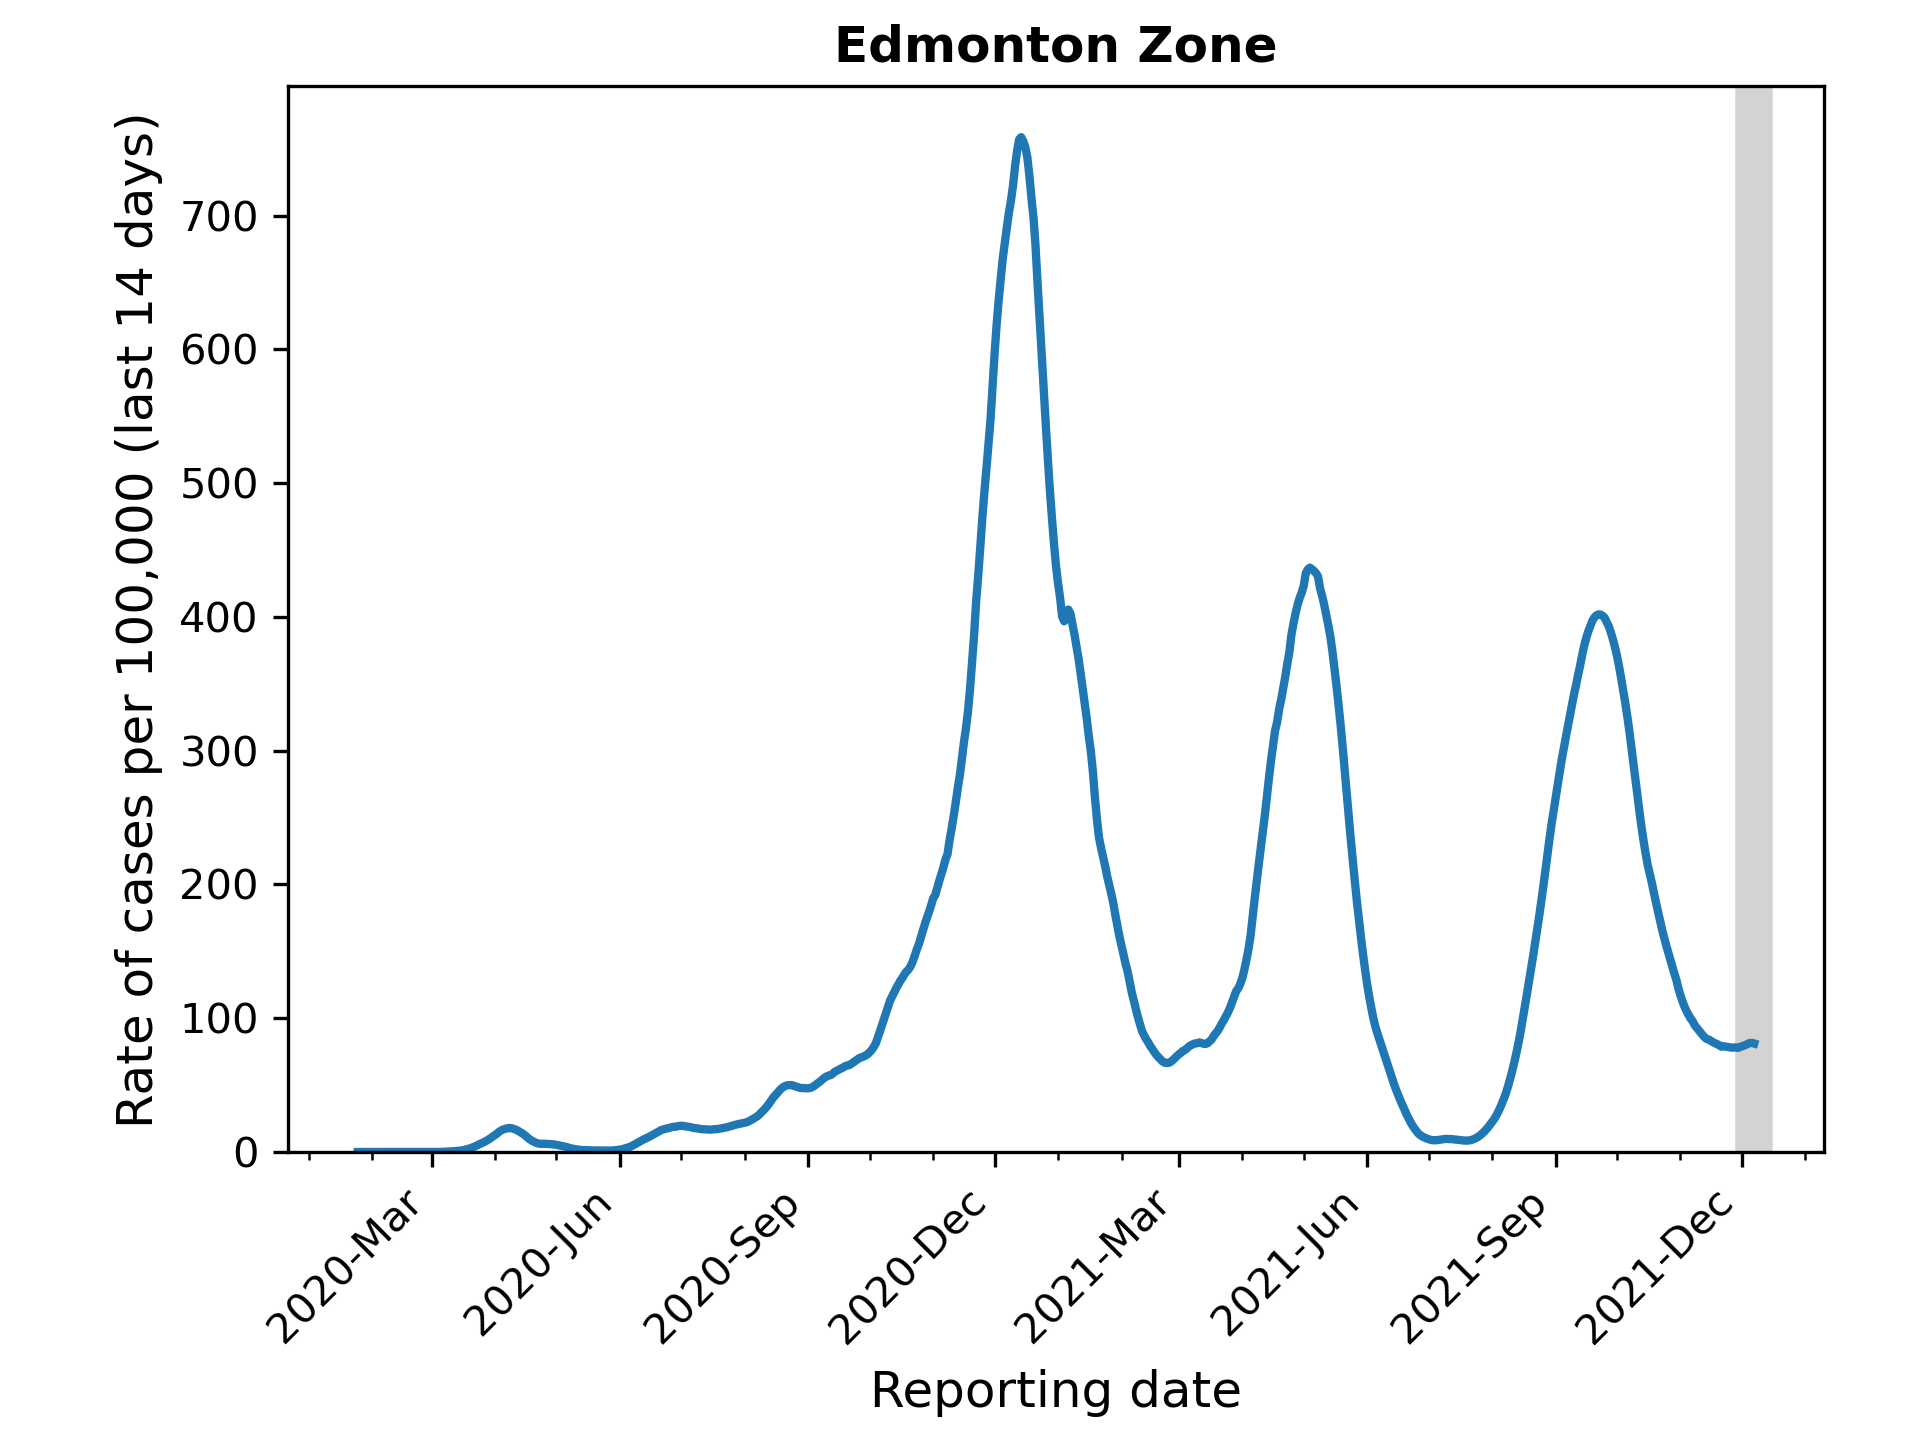 Edmonton Zone
Rate of cases per 100,000 (last 14 days)
700
600
500
400
300
200
100
0
2020-Mar
2020-Jun
2020-Sep
2020-Dec
2021-Mar
2021-Jun
2021-Sep
2021-Dec
Reporting date